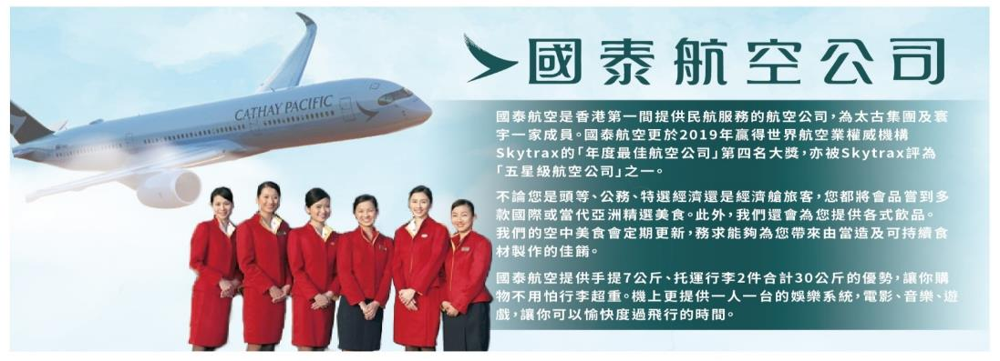 CATHAY PACIFIC
國泰航空公司
國泰航空是香港第一間提供民航服務的航空公司,為太古集團及寰
宇一家成員。國泰航空更於2019年贏得世界航空業權威機構
Skytrax的「年度最佳航空公司」第四名大獎,亦被Skytrax評為
「五星級航空公司」之一。
不論您是頭等、公務、特選經濟還是經濟艙旅客,您都將會品嘗到多
款國際或當代亞洲精選美食。此外,我們還會為您提供各式飲品。
我們的空中美食會定期更新,務求能夠為您帶來由當造及可持續食
材製作的佳餚。
國泰航空提供手提7公斤、托運行李2件合計30公斤的優勢,讓你購
物不用怕行李超重。機上更提供一人一台的娛樂系統,電影、音樂、遊
戲,讓你可以愉快度過飛行的時間。